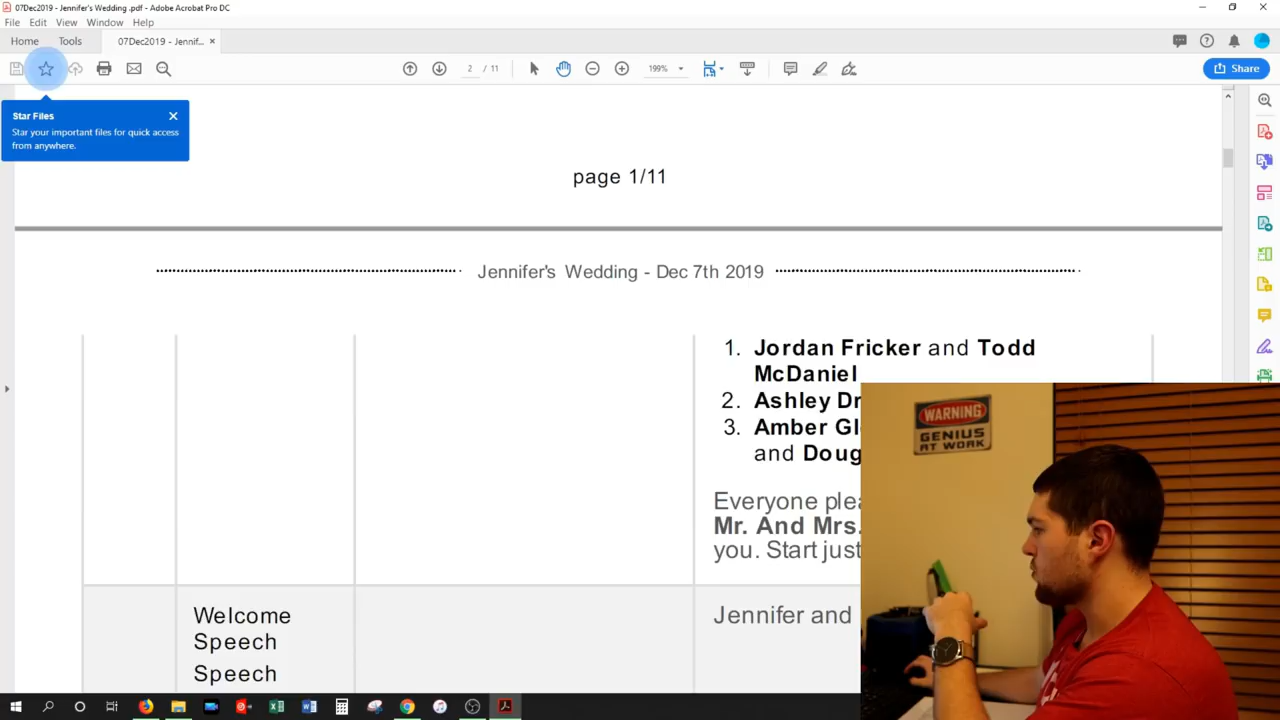 07Dec2019 - Jennifer's Wedding .pdf - Adobe Acrobat Pro DC
File Edit View Window Help
Home Tools 07Dec2019 - Jennif... ×
2 / 11 199% Share
Star Files
Star your important files for quick access
from anywhere.
page 1/11
Jennifer's Wedding - Dec 7th 2019
1. Jordan Fricker and Todd
McDaniel
2. Ashley
3. Amber
and Doug
Everyone
Mr. And Mrs.
you. Start just
WARNING
GENIUS
AT WORK
Welcome
Speech
Jennifer and
Speech